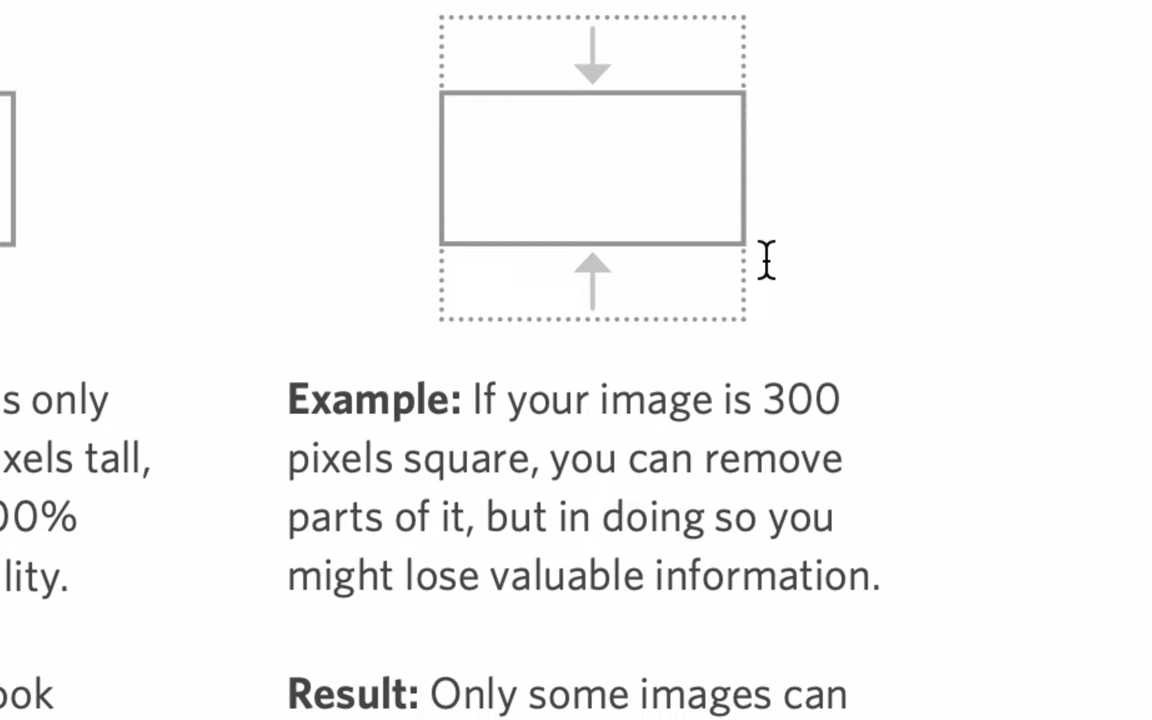 s only
xels tall,
00%
lity.
ook
Example: If your image is 300
pixels square, you can remove
parts of it, but in doing so you
might lose valuable information.
Result: Only some images can